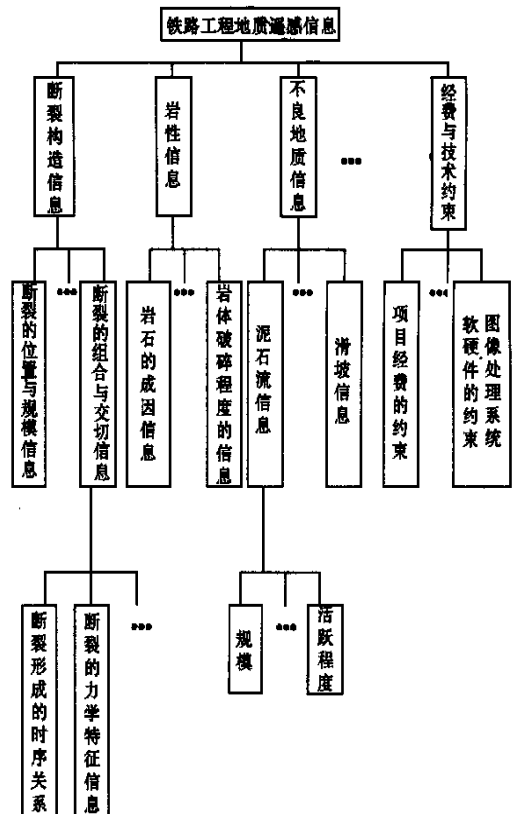 铁路工程地质遥感信息
断裂构造信息
岩性信息
不良地质信息
•••
经费与技术约束
断裂的位置与规模信息
•••
断裂的组合与交切信息
岩石的成因信息
•••
岩体破碎程度的信息
泥石流信息
•••
滑坡信息
项目经费的约束
•••
图像处理系统
软硬件的约束
断裂形成的时序关系
断裂的力学特征信息
•••
规模
•••
活跃程度